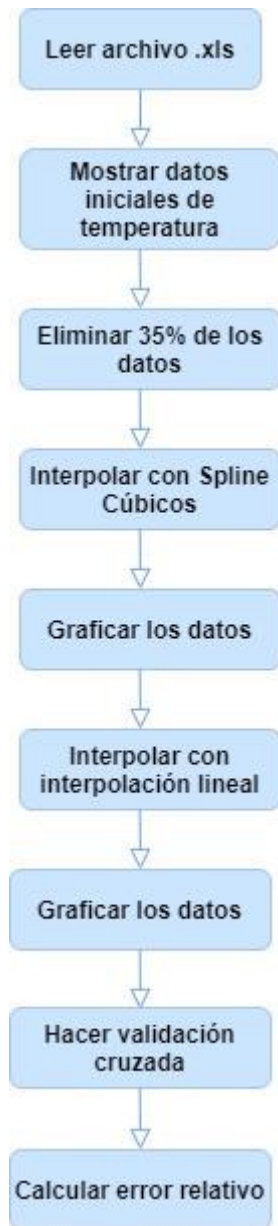 Leer archivo .xls
Mostrar datos
iniciales de
temperatura
Eliminar 35% de los
datos
Interpolar con Spline
Cúbicos
Graficar los datos
Interpolar con
interpolación lineal
Graficar los datos
Hacer validación
cruzada
Calcular error relativo